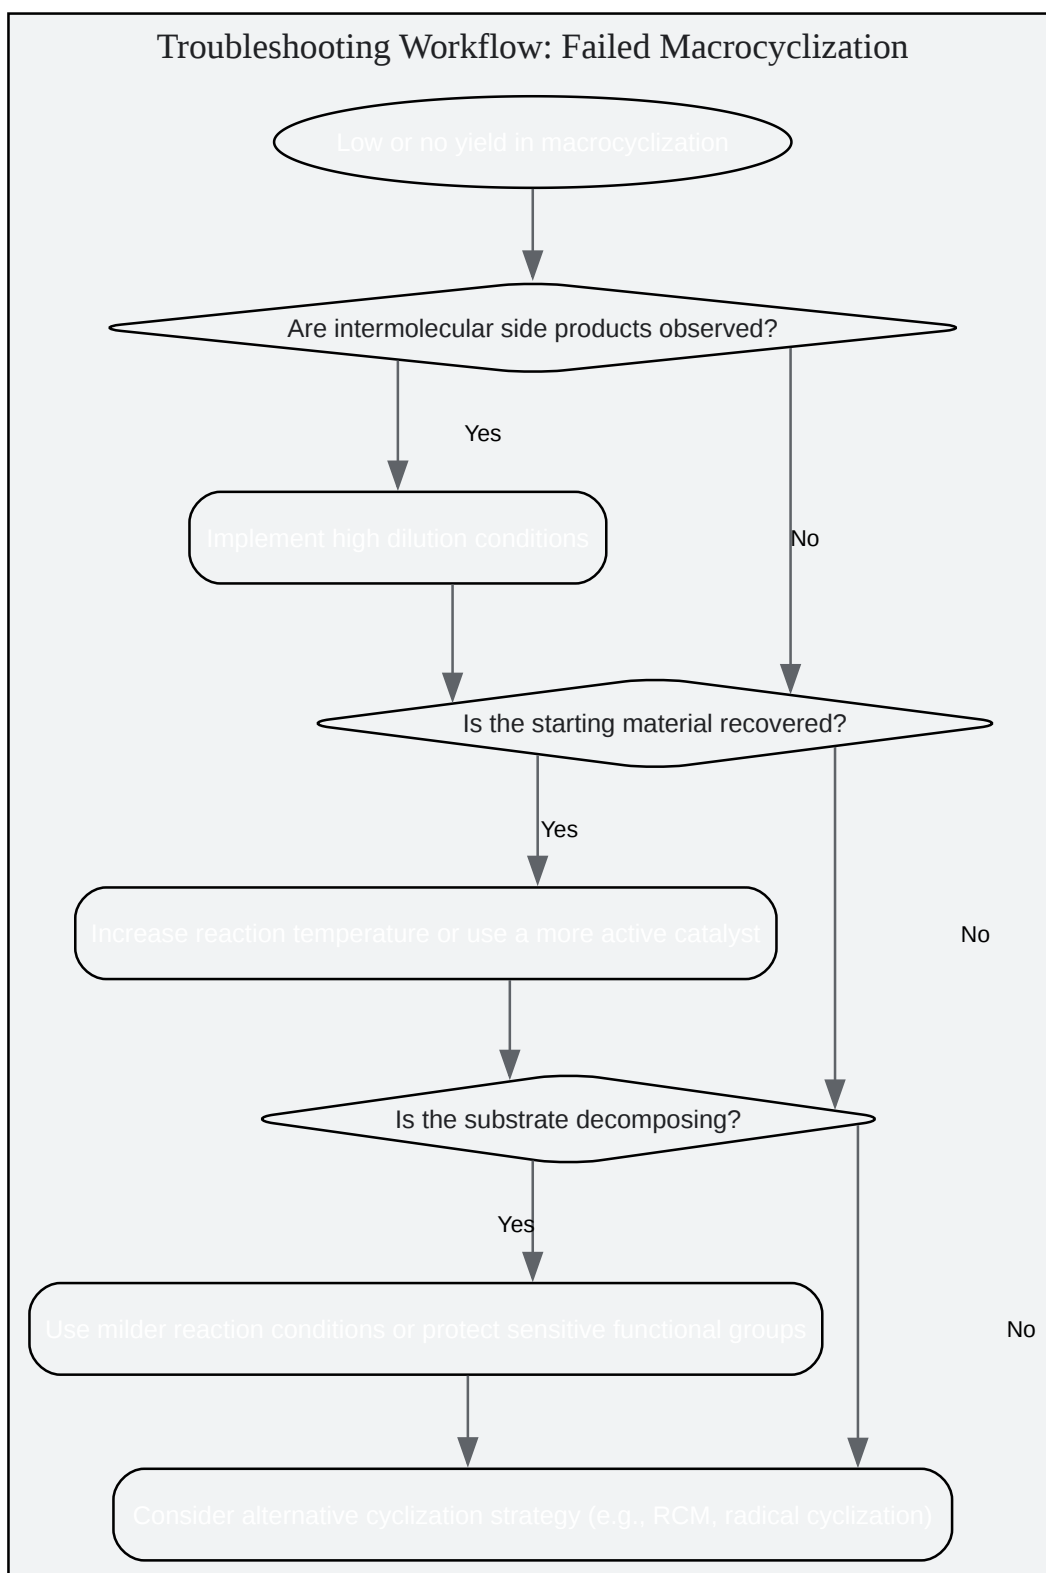 Troubleshooting Workflow: Failed Macrocyclization
Low or no yield in macrocyclization
Are intermolecular side products observed?
Yes
Implement high dilution conditions
No
Is the starting material recovered?
Yes
Increase reaction temperature or use a more active catalyst
No
Is the substrate decomposing?
Yes
Use milder reaction conditions or protect sensitive functional groups
No
Consider alternative cyclization strategy (e.g., RCM, radical cyclization)